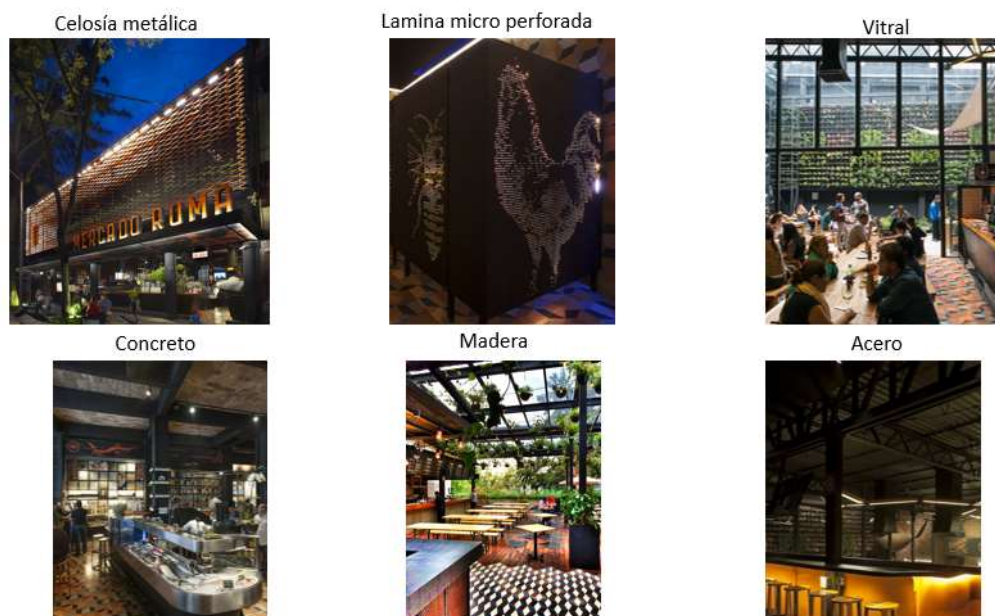 Celosía metálica
Lamina micro perforada
Vitral
MERCADO ROMA
Concreto
Madera
Acero